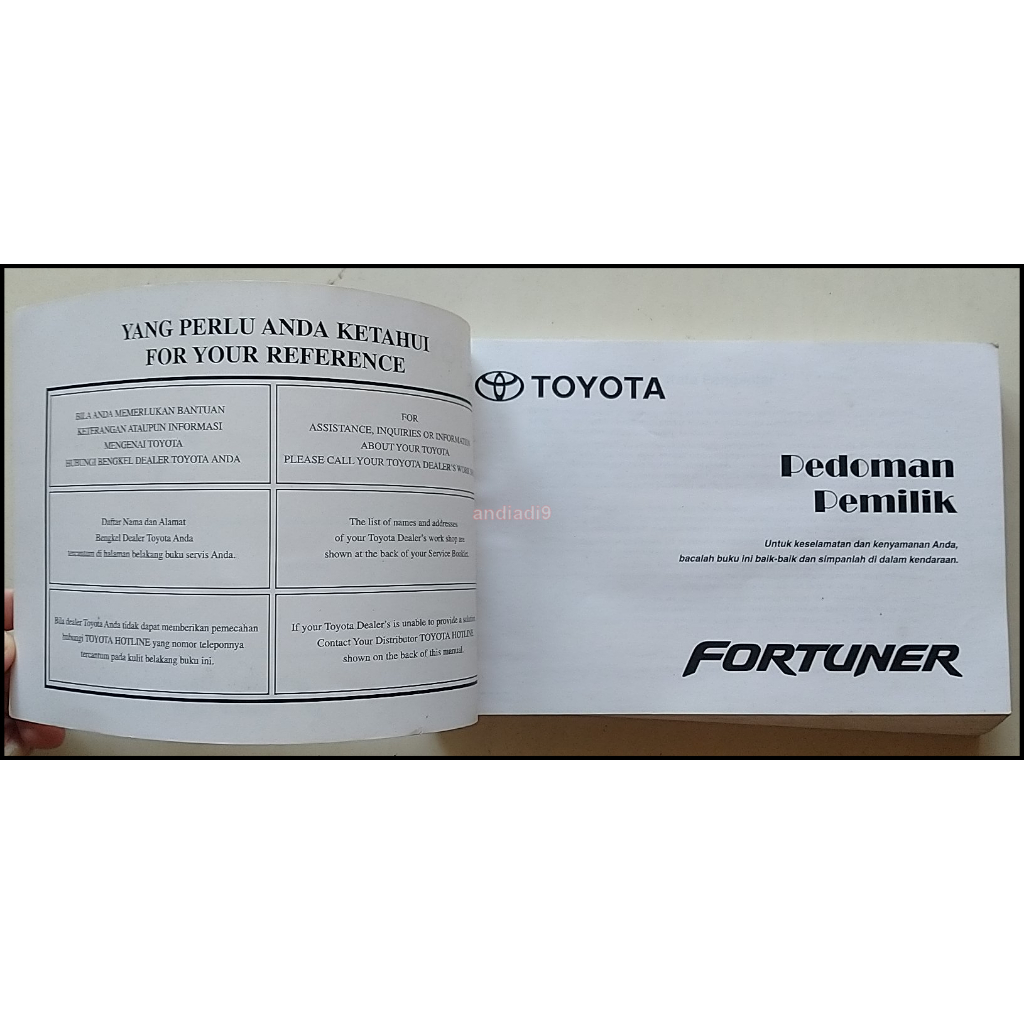 YANG PERLU ANDA KETAHUI
FOR YOUR REFERENCE
BILA ANDA MEMERLUKAN BANTUAN
KETERANGAN ATAUPUN INFORMASI
MENGENAI TOYOTA
HUBUNGI BENGKEL DEALER TOYOTA ANDA
FOR
ASSISTANCE, INQUIRIES OR INFORMATION
ABOUT YOUR TOYOTA
PLEASE CALL YOUR TOYOTA DEALER'S
Daftar Nama dan Alamat
Bengkel Dealer Toyota Anda
tercantum di halaman belakang buku servis Anda.
The list of names and addresses
of your Toyota Dealer's work shop are
shown at the back of your Service Booklet.
Bila dealer Toyota Anda tidak dapat memberikan pemecahan
hubungi TOYOTA HOTLINE yang nomor teleponnya
tercantum pada kulit belakang buku ini.
If your Toyota Dealer's is unable to provide a
Contact Your Distributor TOYOTA HOTLINE
shown on the back of this manual.
andiadi9
TOYOTA
Pedoman
Pemilik
Untuk keselamatan dan kenyamanan Anda,
bacalah buku ini baik-baik dan simpanlah di dalam kendaraan.
FORTUNER